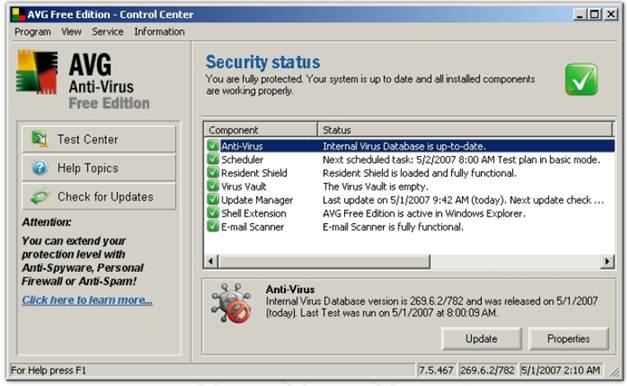 AVG Free Edition - Control Center
Program View Service Information
AVG
Anti-Virus
Free Edition
Test Center
Help Topics
Check for Updates
Attention:
You can extend your
protection level with
Anti-Spyware, Personal
Firewall or Anti-Spam!
Click here to learn more...
Security status
You are fully protected. Your system is up to date and all installed components
are working properly.
Component Status
Anti-Virus Internal Virus Database is up-to-date.
Scheduler Next scheduled task: 5/2/2007 8:00 AM Test plan in basic mode.
Resident Shield Resident Shield is loaded and fully functional.
Virus Vault The Virus Vault is empty.
Update Manager Last update on 5/1/2007 9:42 AM (today). Next update check ...
Shell Extension AVG Free Edition is active in Windows Explorer.
E-mail Scanner E-mail Scanner is fully functional.
Anti-Virus
Internal Virus Database version is 269.6.2/782 and was released on 5/1/2007
(today). Last Test was run on 5/1/2007 at 8:00:09 AM.
Update Properties
For Help press F1 7.5.467 269.6.2/782 5/1/2007 2:10 AM